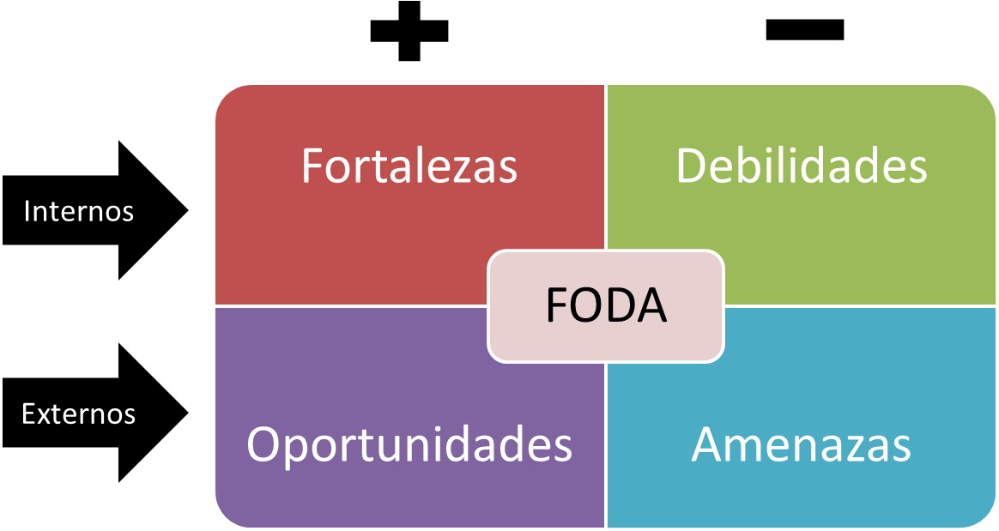 Fortalezas
Debilidades
Internos
FODA
Externos
Oportunidades
Amenazas